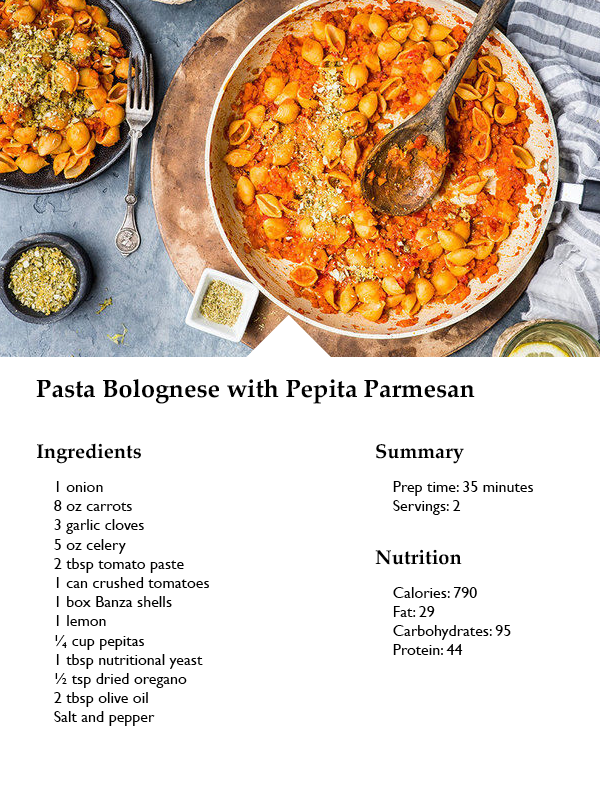 Pasta Bolognese with Pepita Parmesan
Ingredients
1 onion
8 oz carrots
3 garlic cloves
5 oz celery
2 tbsp tomato paste
1 can crushed tomatoes
1 box Banza shells
1 lemon
¼ cup pepitas
1 tbsp nutritional yeast
½ tsp dried oregano
2 tbsp olive oil
Salt and pepper
Summary
Prep time: 35 minutes
Servings: 2
Nutrition
Calories: 790
Fat: 29
Carbohydrates: 95
Protein: 44